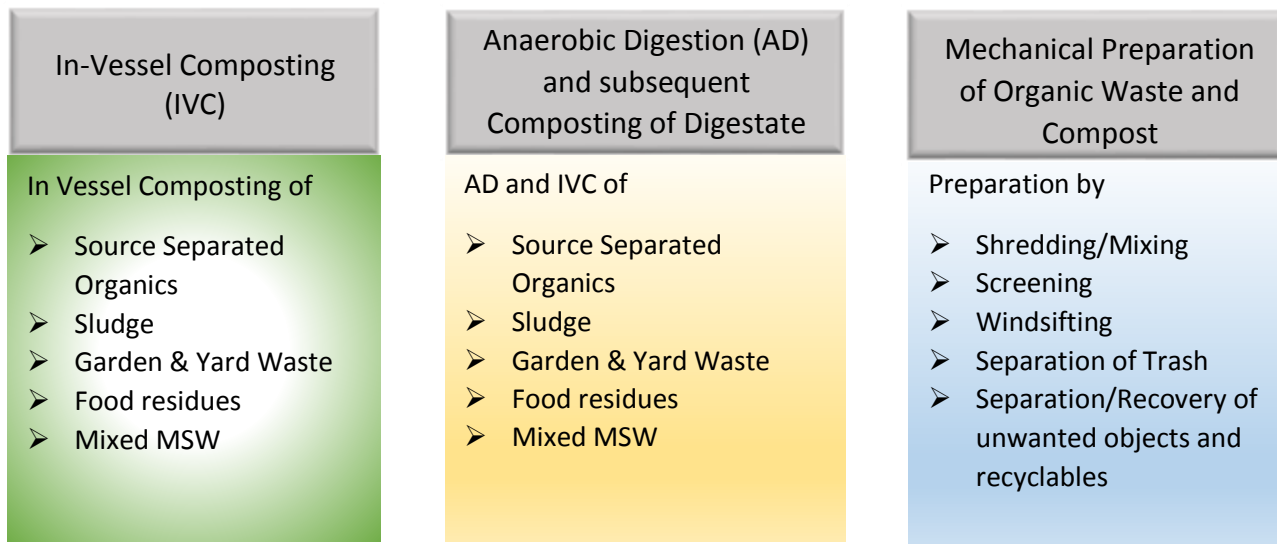 In-Vessel Composting
(IVC)
In Vessel Composting of
➢ Source Separated
Organics
➢ Sludge
➢ Garden & Yard Waste
➢ Food residues
➢ Mixed MSW
Anaerobic Digestion (AD)
and subsequent
Composting of Digestate
AD and IVC of
➢ Source Separated
Organics
➢ Sludge
➢ Garden & Yard Waste
➢ Food residues
➢ Mixed MSW
Mechanical Preparation
of Organic Waste and
Compost
Preparation by
➢ Shredding/Mixing
➢ Screening
➢ Windsifting
➢ Separation of Trash
➢ Separation/Recovery of
unwanted objects and
recyclables